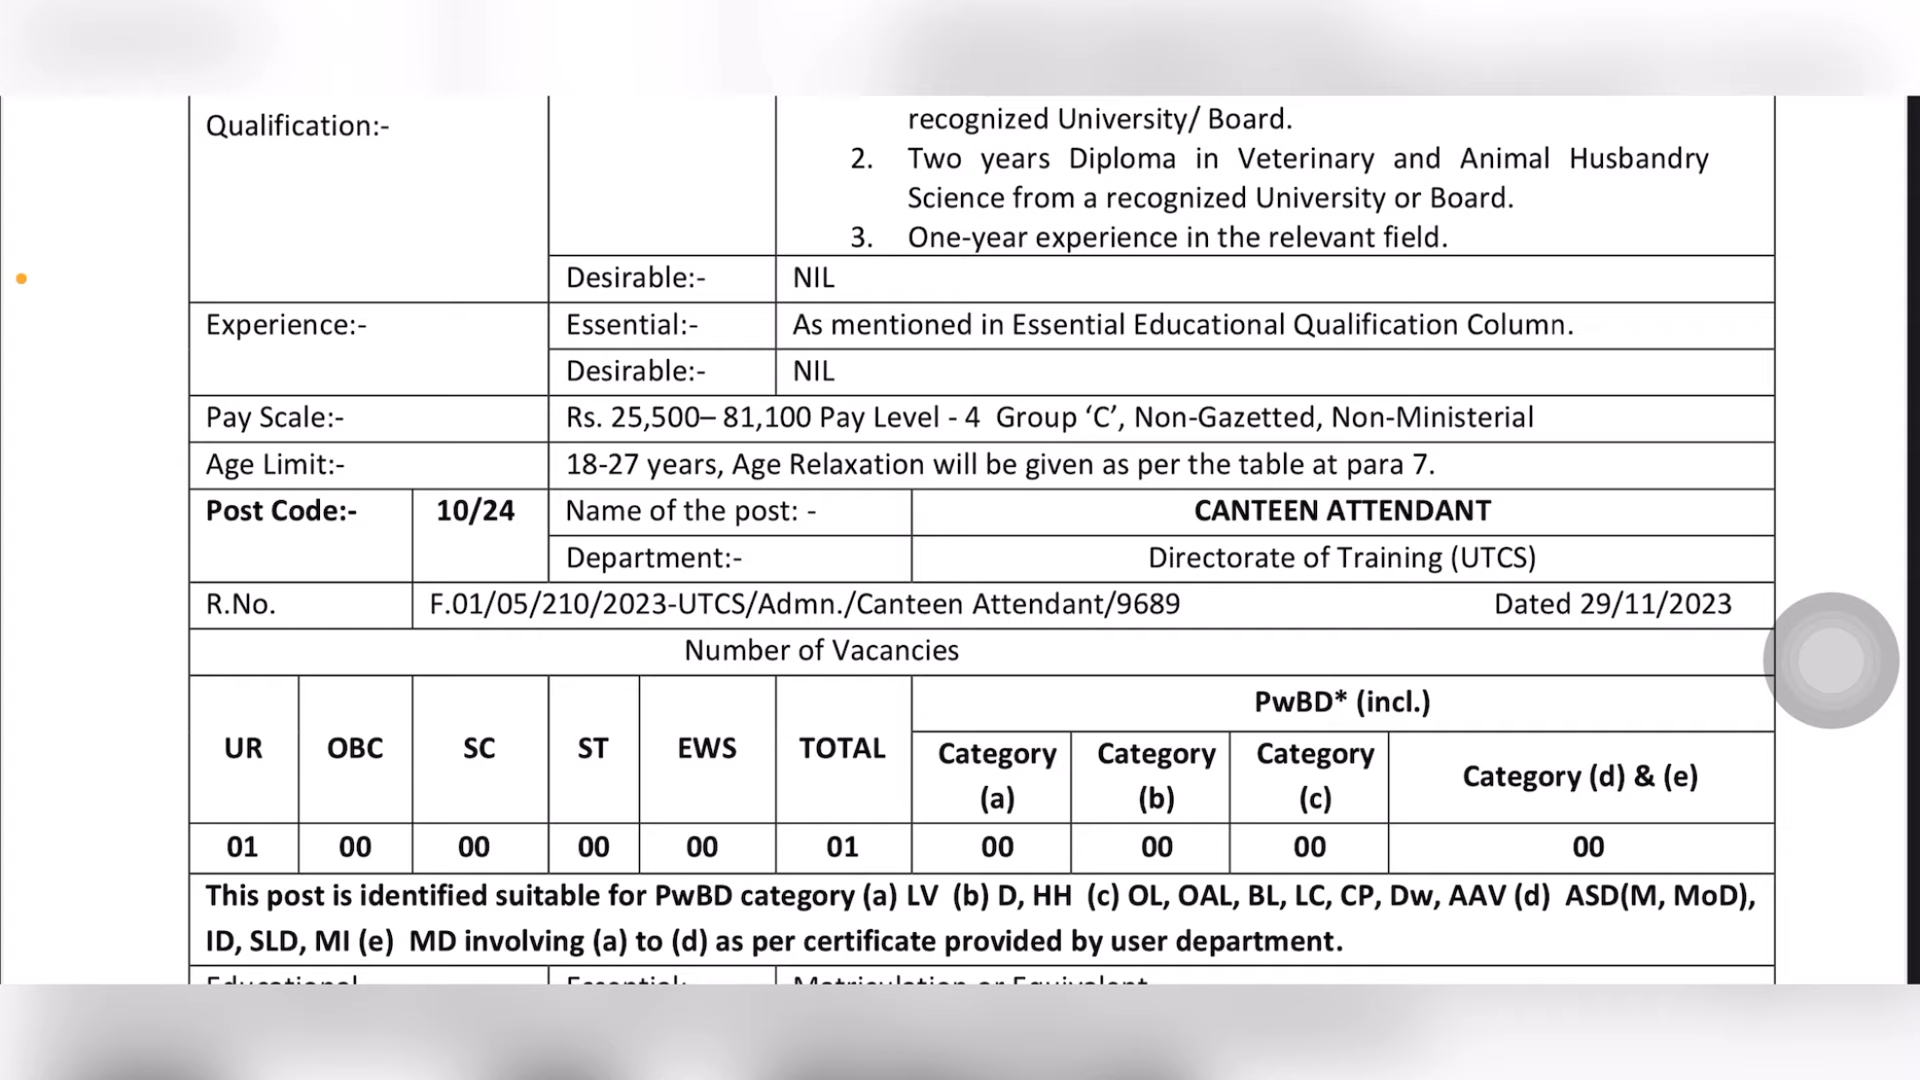 Qualification:-
recognized University/ Board.
2. Two years Diploma in Veterinary and Animal Husbandry
Science from a recognized University or Board.
3. One-year experience in the relevant field.
Desirable:- NIL
Experience:- Essential:- As mentioned in Essential Educational Qualification Column.
Desirable:- NIL
Pay Scale:- Rs. 25,500– 81,100 Pay Level - 4 Group ‘C’, Non-Gazetted, Non-Ministerial
Age Limit:- 18-27 years, Age Relaxation will be given as per the table at para 7.
Post Code:- 10/24 Name of the post: - CANTEEN ATTENDANT
Department:- Directorate of Training (UTCS)
R.No. F.01/05/210/2023-UTCS/Admn./Canteen Attendant/9689 Dated 29/11/2023
Number of Vacancies
PwBD* (incl.)
UR OBC SC ST EWS TOTAL Category (a) Category (b) Category (c) Category (d) & (e)
01 00 00 00 00 01 00 00 00 00
This post is identified suitable for PwBD category (a) LV (b) D, HH (c) OL, OAL, BL, LC, CP, Dw, AAV (d) ASD(M, MoD),
ID, SLD, MI (e) MD involving (a) to (d) as per certificate provided by user department.
Educational Essential: Matriculation or Equivalent